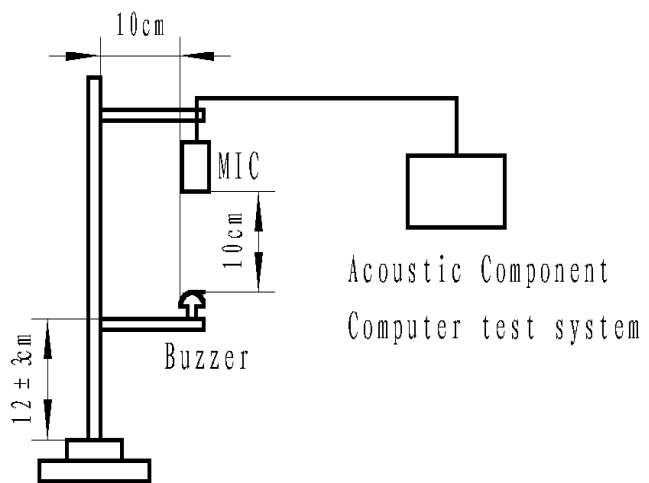 10cm
MIC
10cm
Acoustic Component
Computer test system
Buzzer
12±3cm